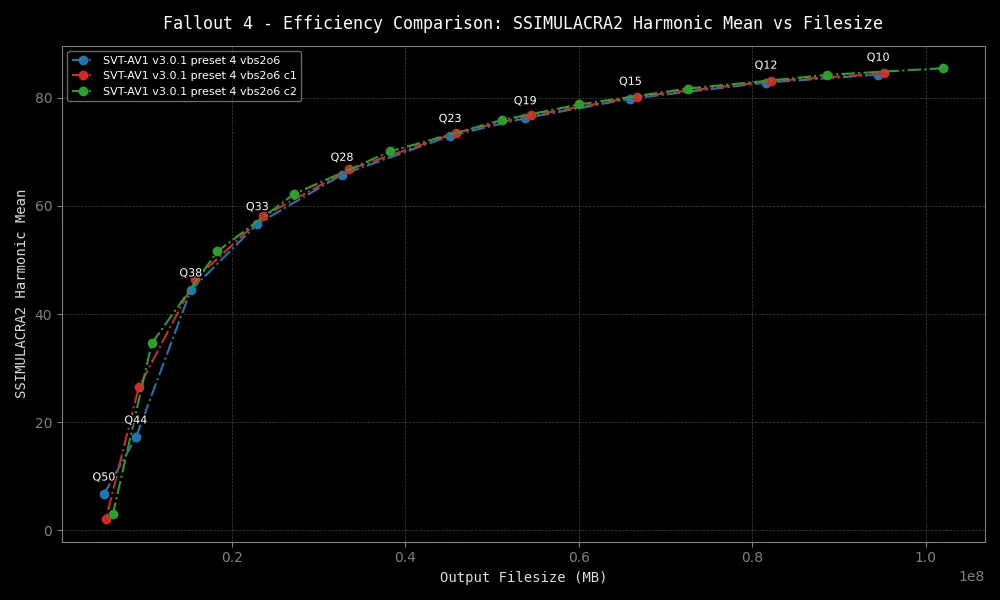 Fallout 4 - Efficiency Comparison: SSIMULACRA2 Harmonic Mean vs Filesize
SVT-AV1 v3.0.1 preset 4 vbs2o6
SVT-AV1 v3.0.1 preset 4 vbs2o6 c1
SVT-AV1 v3.0.1 preset 4 vbs2o6 c2
Q10
Q12
Q15
Q19
Q23
Q28
Q33
Q38
Q44
Q50
80
60
40
20
0
SSIMULACRA2 Harmonic Mean
0.2
0.4
0.6
0.8
1.0
1e8
Output Filesize (MB)